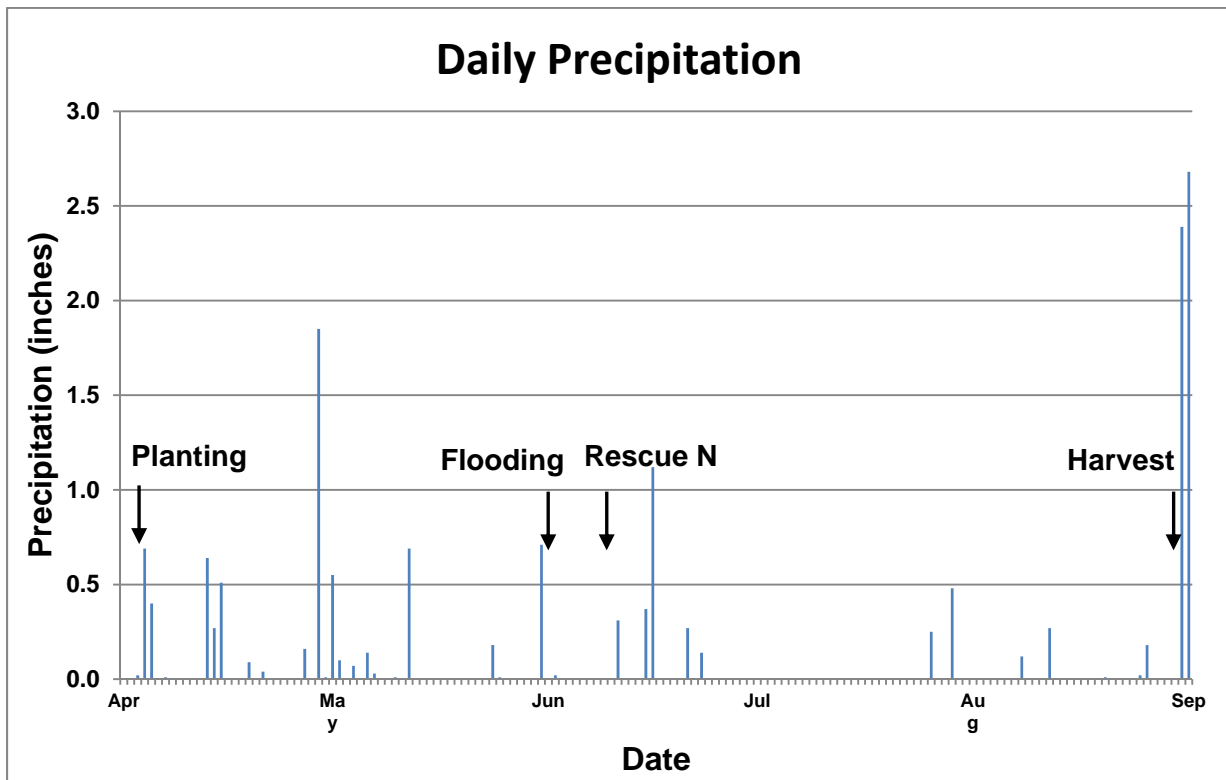 Daily Precipitation
3.0
2.5
2.0
1.5
1.0
0.5
0.0
Precipitation (inches)
Planting
Flooding
Rescue N
Harvest
Apr
Ma
y
Jun
Jul
Au
g
Sep
Date